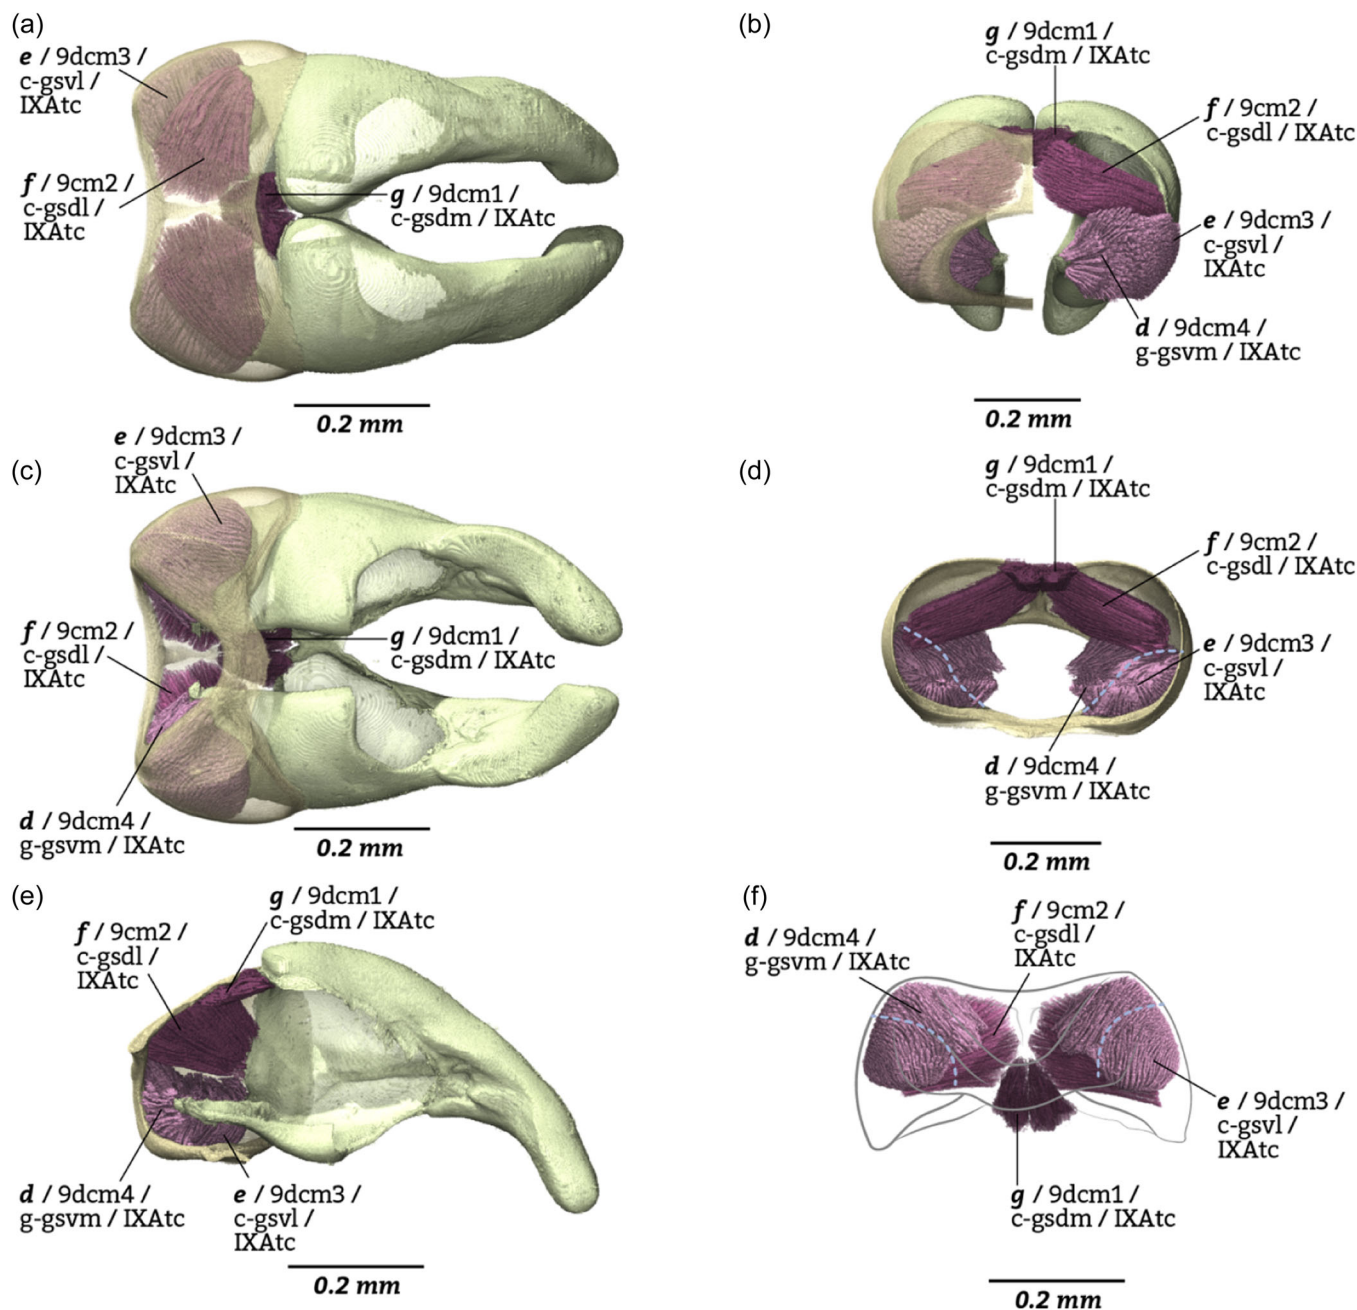 (a)
e / 9dcm3 /
c-gsvl /
IXAtc
f / 9cm2 /
c-gsdl /
IXAtc
g / 9dcm1 /
c-gsdm / IXAtc
0.2 mm
(b)
g / 9dcm1 /
c-gsdm / IXAtc
f / 9cm2 /
c-gsdl / IXAtc
e / 9dcm3 /
c-gsvl /
IXAtc
d / 9dcm4 /
g-gsvm / IXAtc
0.2 mm
(c)
e / 9dcm3 /
c-gsvl /
IXAtc
f / 9cm2 /
c-gsdl /
IXAtc
g / 9dcm1 /
c-gsdm / IXAtc
d / 9dcm4 /
g-gsvm / IXAtc
0.2 mm
(d)
g / 9dcm1 /
c-gsdm / IXAtc
f / 9cm2 /
c-gsdl / IXAtc
e / 9dcm3 /
c-gsvl /
IXAtc
d / 9dcm4 /
g-gsvm / IXAtc
0.2 mm
(e)
g / 9dcm1 /
c-gsdm / IXAtc
f / 9cm2 /
c-gsdl /
IXAtc
d / 9dcm4 /
g-gsvm / IXAtc
e / 9dcm3 /
c-gsvl /
IXAtc
0.2 mm
(f)
f / 9cm2 /
c-gsdl /
IXAtc
d / 9dcm4 /
g-gsvm / IXAtc
e / 9dcm3 /
c-gsvl /
IXAtc
g / 9dcm1 /
c-gsdm / IXAtc
0.2 mm